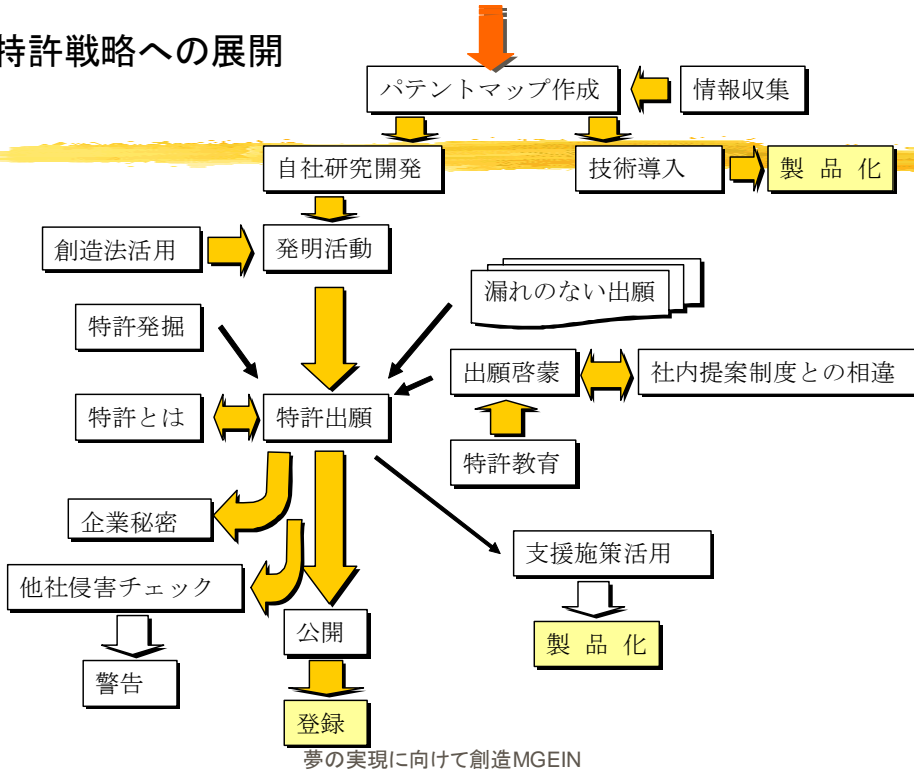 特許戦略への展開
パテントマップ作成
情報収集
自社研究開発
技術導入
製 品 化
創造法活用
発明活動
漏れのない出願
特許発掘
出願啓蒙
社内提案制度との相違
特許とは
特許出願
特許教育
企業秘密
支援施策活用
他社侵害チェック
公開
製 品 化
警告
登録
夢の実現に向けて創造MGEIN